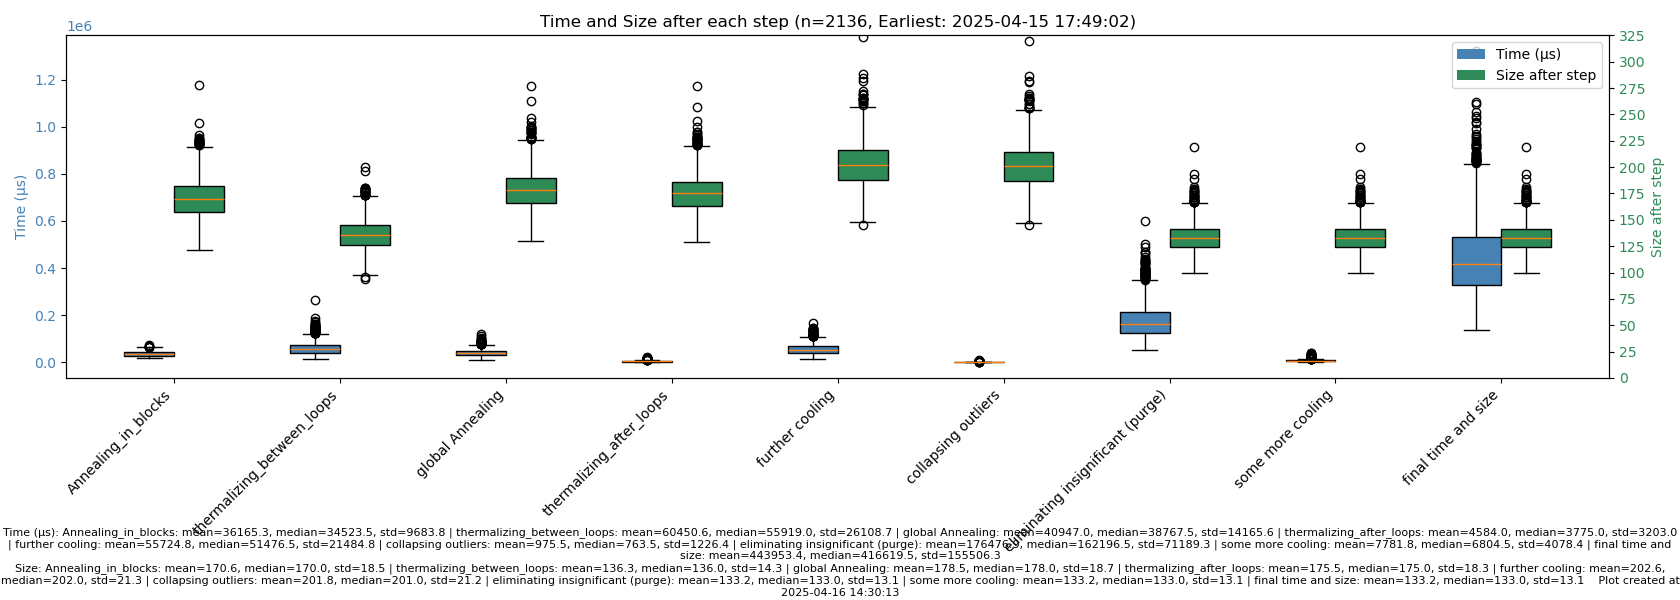 Time and Size after each step (n=2136, Earliest: 2025-04-15 17:49:02)
1e6
1.2
1.0
0.8
0.6
0.4
0.2
0.0
Time (μs)
325
300
275
250
225
200
175
150
125
100
75
50
25
0
Size after step
Time (μs)
Size after step
Annealing_in_blocks
thermalizing_between_loops
global Annealing
thermalizing_after_loops
further cooling
collapsing outliers
eliminating insignificant (purge)
some more cooling
final time and size
Time (μs): Annealing_in_blocks: mean=36165.3, median=34523.5, std=9683.8 | thermalizing_between_loops: mean=60450.6, median=55919.0, std=26108.7 | global Annealing: mean=40947.0, median=38767.5, std=14165.6 | thermalizing_after_loops: mean=4584.0, median=3775.0, std=3203.0
| further cooling: mean=55724.8, median=51476.5, std=21484.8 | collapsing outliers: mean=975.5, median=763.5, std=1226.4 | eliminating insignificant (purge): median=162196.5, std=71189.3 | some more cooling: mean=7781.8, median=6804.5, std=4078.4 | final time and
size: mean=443953.4, median=416619.5, std=155506.3
Size: Annealing_in_blocks: mean=170.6, median=170.0, std=18.5 | thermalizing_between_loops: mean=136.3, median=136.0, std=14.3 | global Annealing: mean=178.5, median=178.0, std=18.7 | thermalizing_after_loops: mean=175.5, median=175.0, std=18.3 | further cooling: mean=202.6,
median=202.0, std=21.3 | collapsing outliers: mean=201.8, median=201.0, std=21.2 | eliminating insignificant (purge): mean=133.2, median=133.0, std=13.1 | some more cooling: mean=133.2, median=133.0, std=13.1 | final time and size: mean=133.2, median=133.0, std=13.1 Plot created at
2025-04-16 14:30:13